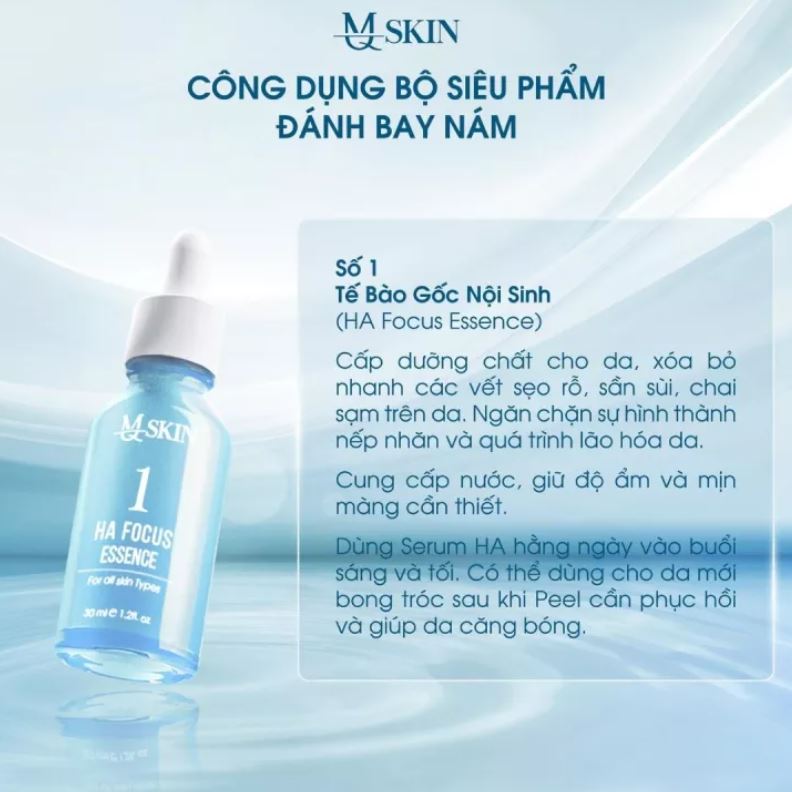 MQ SKIN
CÔNG DỤNG BỘ SIÊU PHẨM
ĐÁNH BAY NÁM
Số 1
Tế Bào Gốc Nội Sinh
(HA Focus Essence)
Cấp dưỡng chất cho da, xóa bỏ
nhanh các vết sẹo rỗ, sần sùi, chai
sạm trên da. Ngăn chặn sự hình thành
nếp nhăn và quá trình lão hóa da.
Cung cấp nước, giữ độ ẩm và mịn
màng cần thiết.
Dùng Serum HA hằng ngày vào buổi
sáng và tối. Có thể dùng cho da mới
bong tróc sau khi Peel cần phục hồi
và giúp da căng bóng.
MQ SKIN
1
HA FOCUS
ESSENCE
For all skin Types
30 ml e 1.2fl. oz